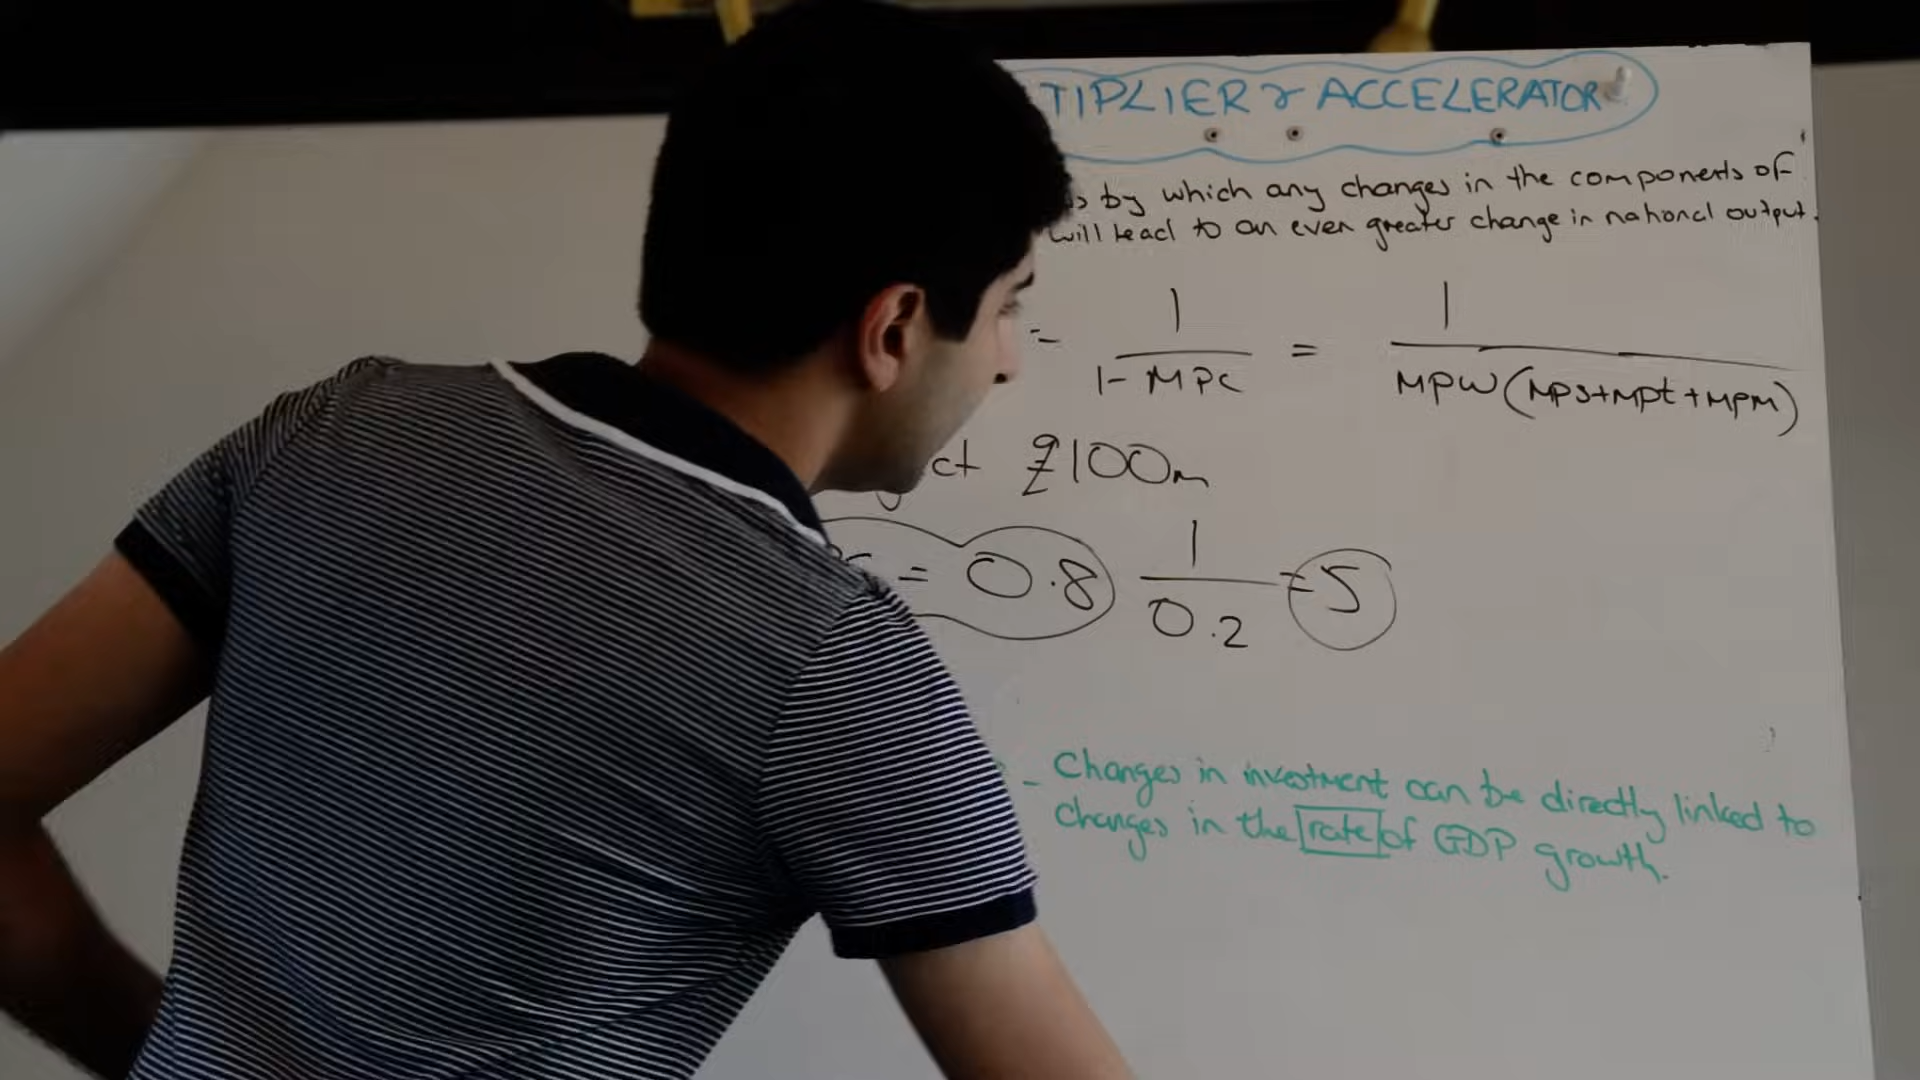 TIPLIER & ACCELERATOR
by which any changes in the components of
will lead to an even greater change in national output.
= 1 / 1-MPC = 1 / MPW (MPS+MPt+MPM)
ct £100m
= 0.8 1 / 0.2 = 5
- Changes in investment can be directly linked to
changes in the rate of GDP growth.